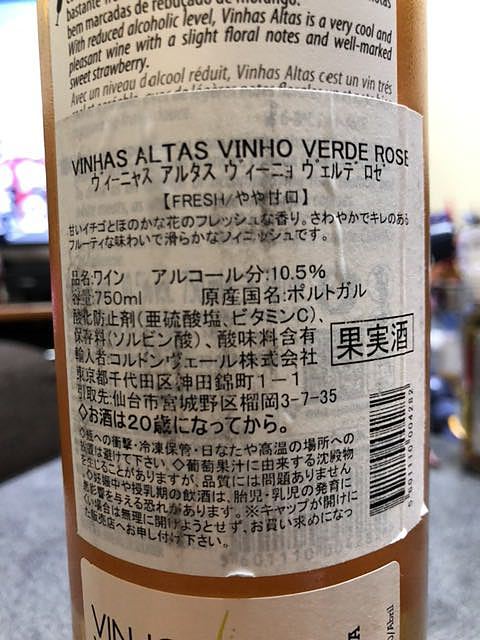 bem marcadas de rebuçado de morango.
With reduced alcoholic level, Vinhas Altas is a very cool and
pleasant wine with a slight floral notes and well-marked
sweet strawberry.
Avec un niveau d'alcool réduit, Vinhas Altas c'est un vin très
VINHAS ALTAS VINHO VERDE ROSE
ヴィーニャス アルタス ヴィーニョ ヴェルデ ロゼ
【FRESH/やや甘口】
甘いイチゴとほのかな花のフレッシュな香り。さわやかでキレのある
フルーティな味わいで滑らかなフィニッシュです。
品名:ワイン アルコール分:10.5%
容量:750ml 原産国名:ポルトガル
酸化防止剤(亜硫酸塩、ビタミンC)、
保存料(ソルビン酸)、酸味料含有
果実酒
輸入者:コルドンヴェール株式会社
東京都千代田区神田錦町1-1
引取先:仙台市宮城野区榴岡3-7-35
◇お酒は20歳になってから。
◇瓶への衝撃・冷凍保管・日なたや高温の場所への
放置は避けて下さい。◇葡萄果汁に由来する沈殿物
を生じることがありますが、品質には問題ありません
◇妊娠中や授乳期の飲酒は、胎児・乳児の発育に
悪影響を与える恐れがあります。※キャップが開けに
くい場合は無理に開けようとせず、お買い求めになっ
た販売店へお申し付け下さい。
5601110004282
VINHO